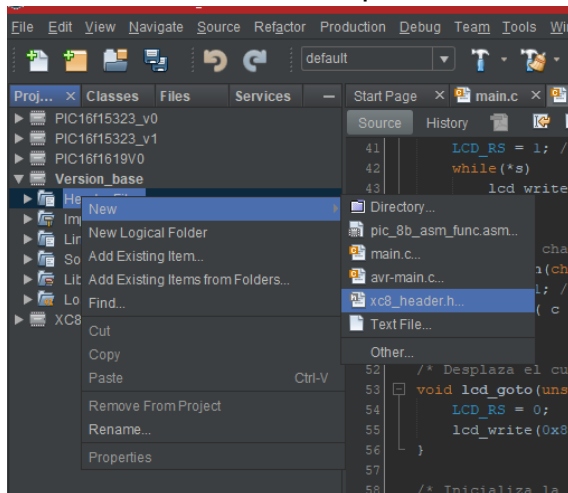 File Edit View Navigate Source Refactor Production Debug Team Tools
default
Proj... × Classes Files Services
Start Page × main.c ×
PIC16f15323_v0
Source History
PIC16f15323_v1
41 LCD_RS = 1; /
PIC16f1619V0
42 while(*s)
Version_base
43 lcd write
New
Directory...
New Logical Folder
pic_8b_asm_func.asm...
Add Existing Item...
main.c...
cha
Add Existing Items from Folders...
avr-main.c...
Find...
xc8_header.h...
( c
XC8
Cut
Text File...
Copy
Other...
Paste Ctrl-V
52 /* Desplaza el cu
53 void lcd_goto(uns
Remove From Project
54 LCD_RS = 0;
Rename...
55 lcd_write(0x8
56 }
Properties
57
58 /* Inicializa la